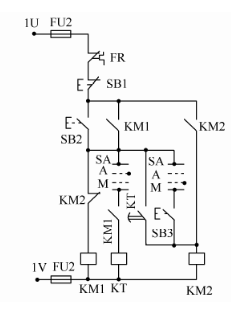 1U FU2
FR
SB1
SB2 KM1 KM2
SA SA
A A
M M
KM2 KM1 KT SB3
1V FU2
KM1 KT KM2